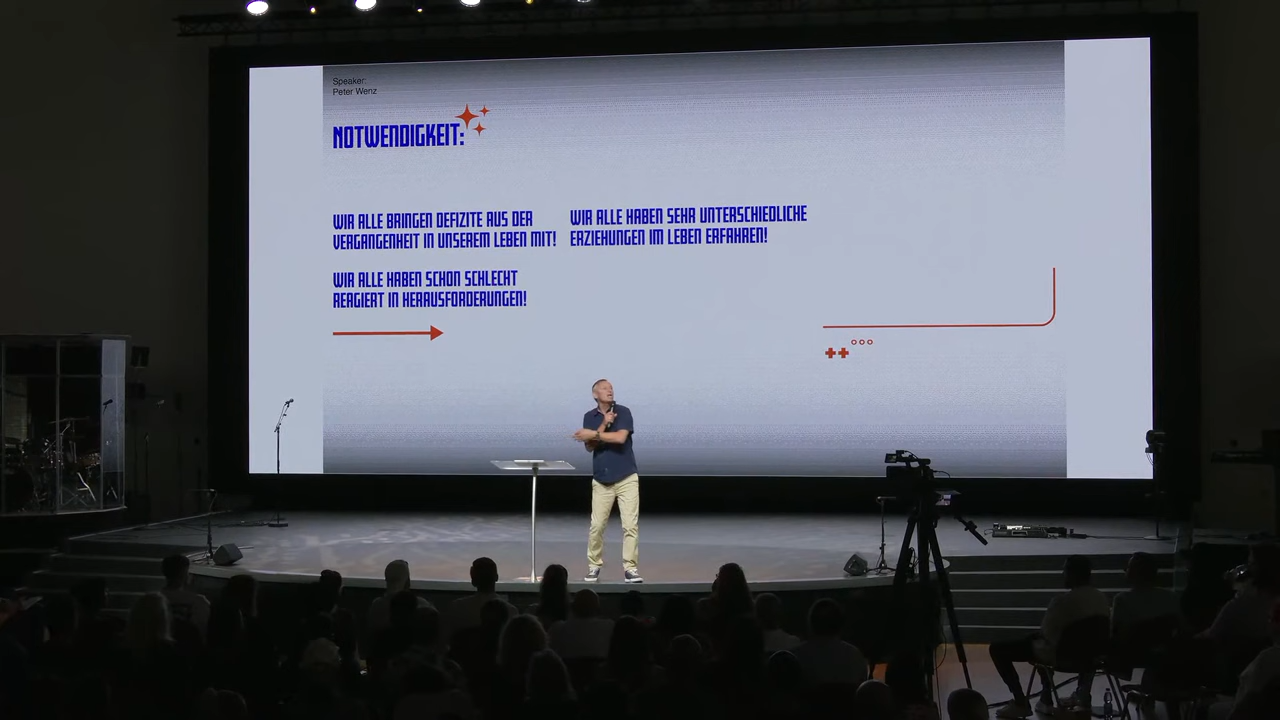 Speaker:
Peter Wenz
NOTWENDIGKEIT:
WIR ALLE BRINGEN DEFIZITE AUS DER
VERGANGENHEIT IN UNSEREM LEBEN MIT!
WIR ALLE HABEN SCHON SCHLECHT
REAGIERT IN HERAUSFORDERUNGEN!
WIR ALLE HABEN SEHR UNTERSCHIEDLICHE
ERZIEHUNGEN IM LEBEN ERFAHREN!